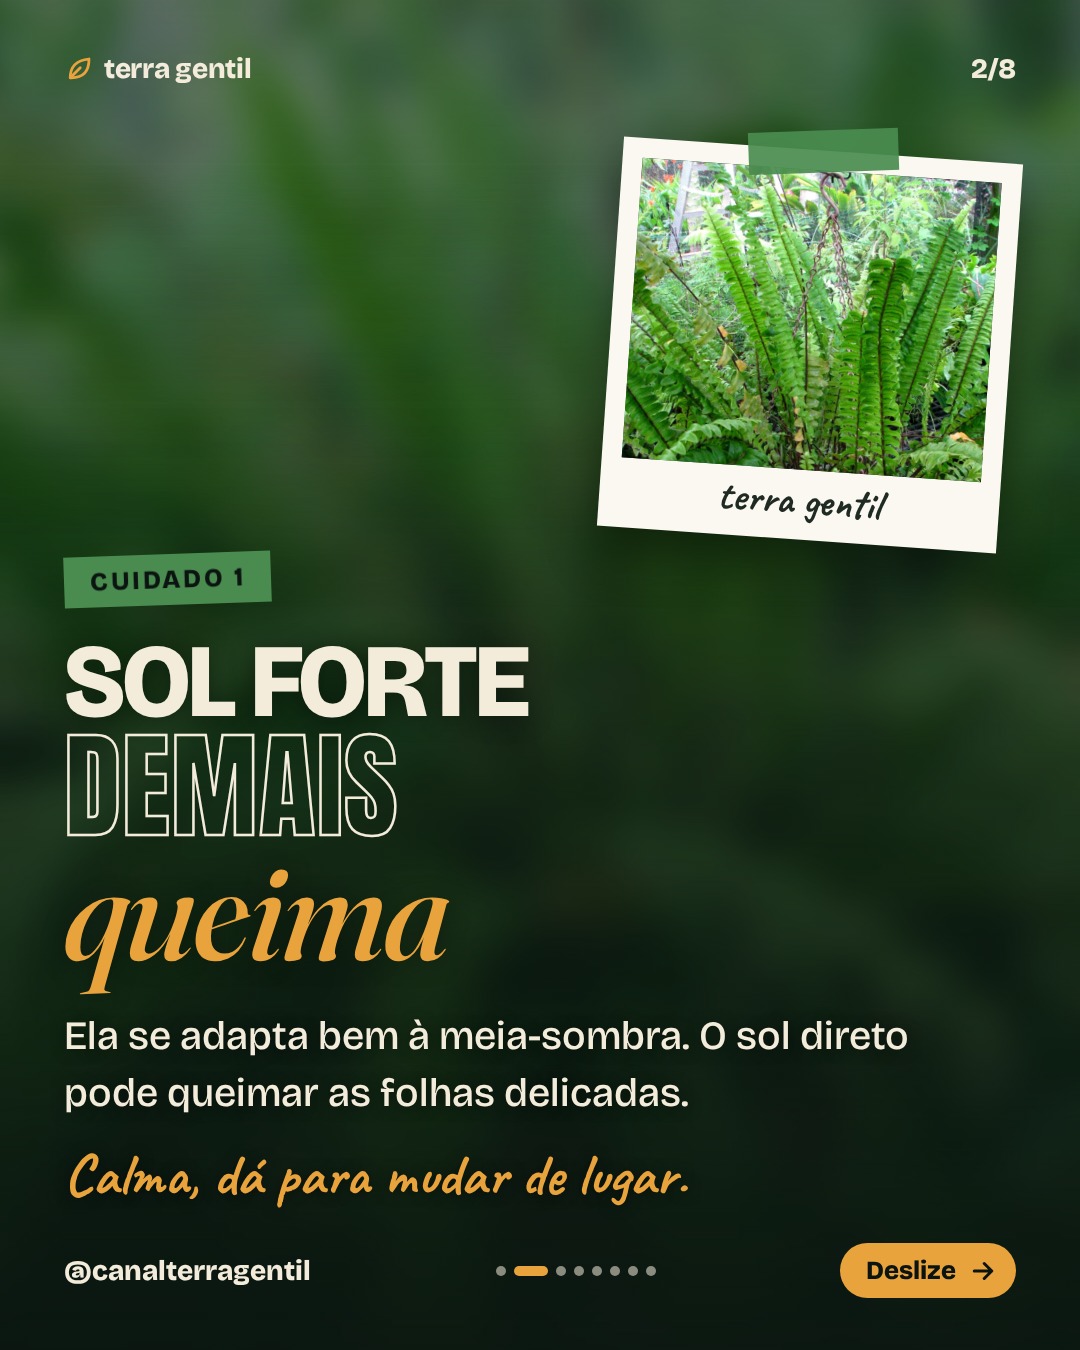 terra gentil
2/8
terra gentil
CUIDADO 1
SOL FORTE
DEMAIS
queima
Ela se adapta bem à meia-sombra. O sol direto
pode queimar as folhas delicadas.
Calma, dá para mudar de lugar.
@canalterragentil
Deslize →